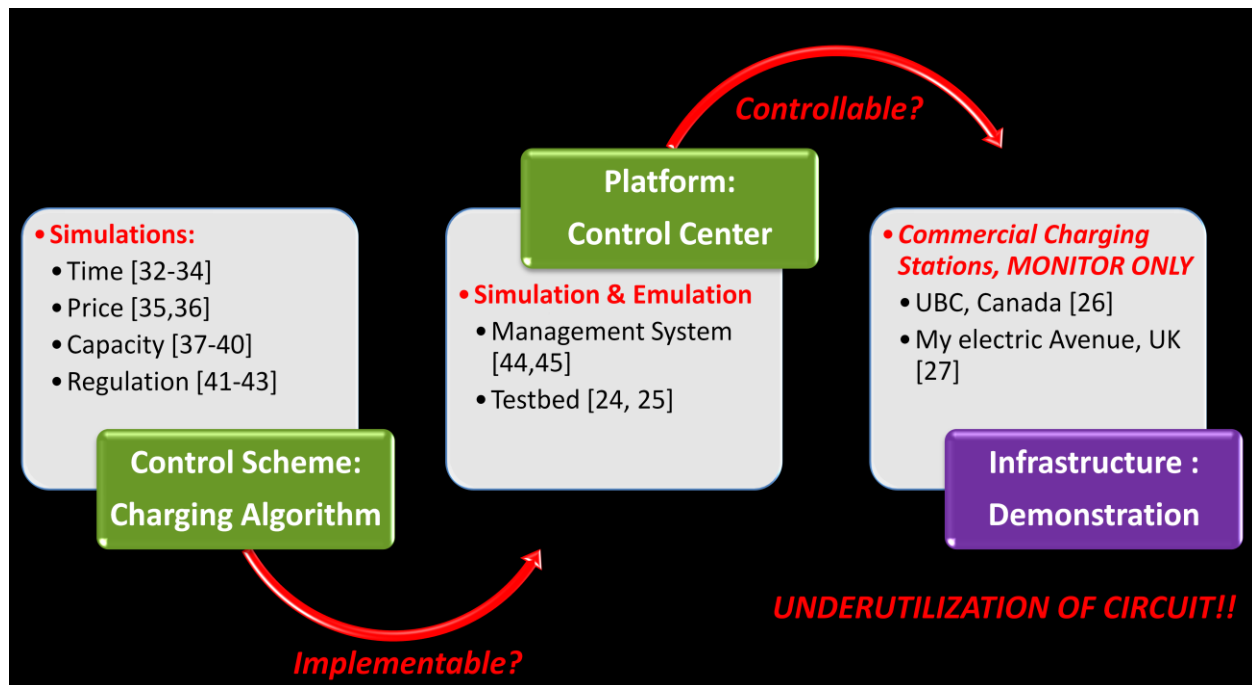 • Simulations:
• Time [32-34]
• Price [35,36]
• Capacity [37-40]
• Regulation [41-43]
Control Scheme:
Charging Algorithm
Implementable?
Platform:
Control Center
• Simulation & Emulation
• Management System
[44,45]
• Testbed [24, 25]
Controllable?
• Commercial Charging
Stations, MONITOR ONLY
• UBC, Canada [26]
• My electric Avenue, UK
[27]
Infrastructure :
Demonstration
UNDERUTILIZATION OF CIRCUIT!!